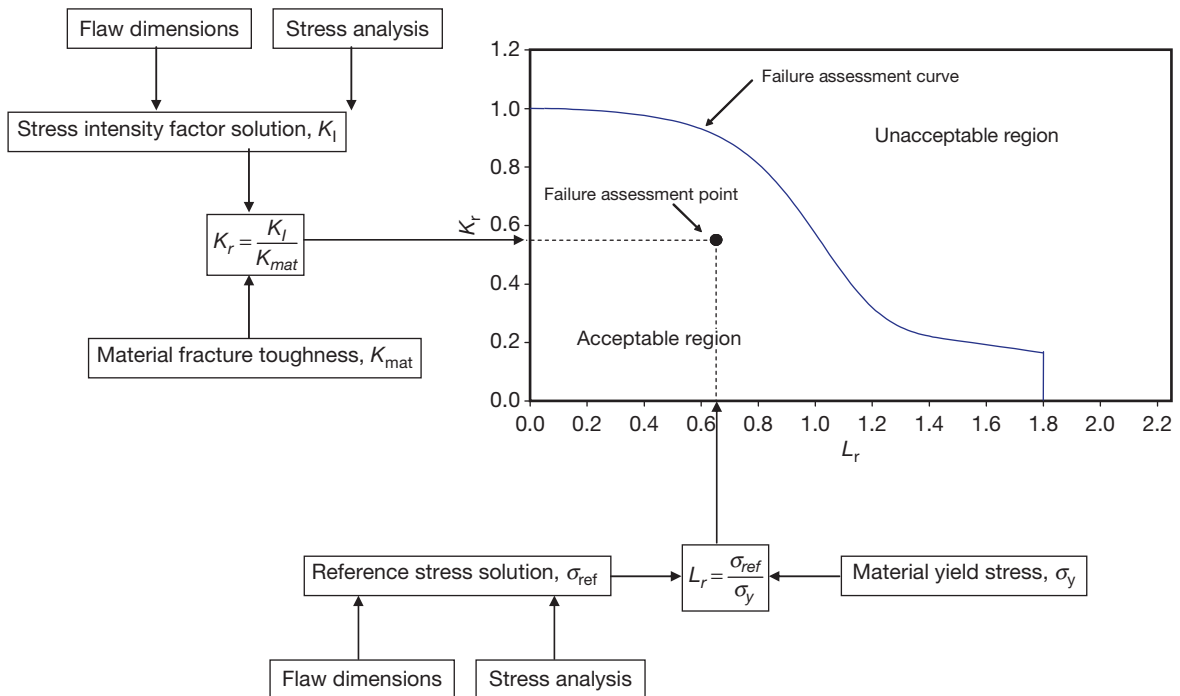 Flaw dimensions
Stress analysis
Stress intensity factor solution, K_I
K_r = K_I / K_mat
Material fracture toughness, K_mat
1.2
1.0
0.8
0.6
0.4
0.2
0.0
K_r
Failure assessment curve
Unacceptable region
Failure assessment point
Acceptable region
0.0 0.2 0.4 0.6 0.8 1.0 1.2 1.4 1.6 1.8 2.0 2.2
L_r
Reference stress solution, σ_ref
L_r = σ_ref / σ_y
Material yield stress, σ_y
Flaw dimensions
Stress analysis